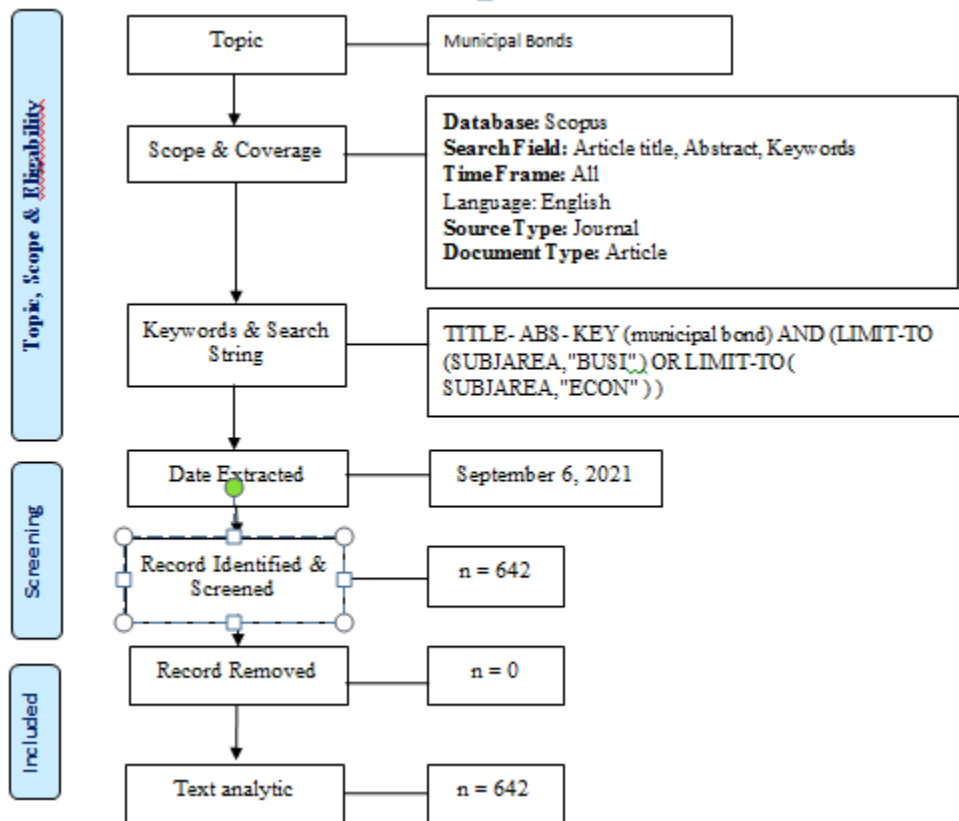 Topic, Scope & Eligability
Topic
Municipal Bonds
Scope & Coverage
Database: Scopus
Search Field: Article title, Abstract, Keywords
Time Frame: All
Language: English
Source Type: Journal
Document Type: Article
Keywords & Search
String
TITLE- ABS- KEY (municipal bond) AND (LIMIT-TO
(SUBJAREA,"BUSI") OR LIMIT-TO(
SUBJAREA,"ECON" ) )
Screening
Date Extracted
September 6, 2021
Record Identified &
Screened
n = 642
Included
Record Removed
n = 0
Text analytic
n = 642